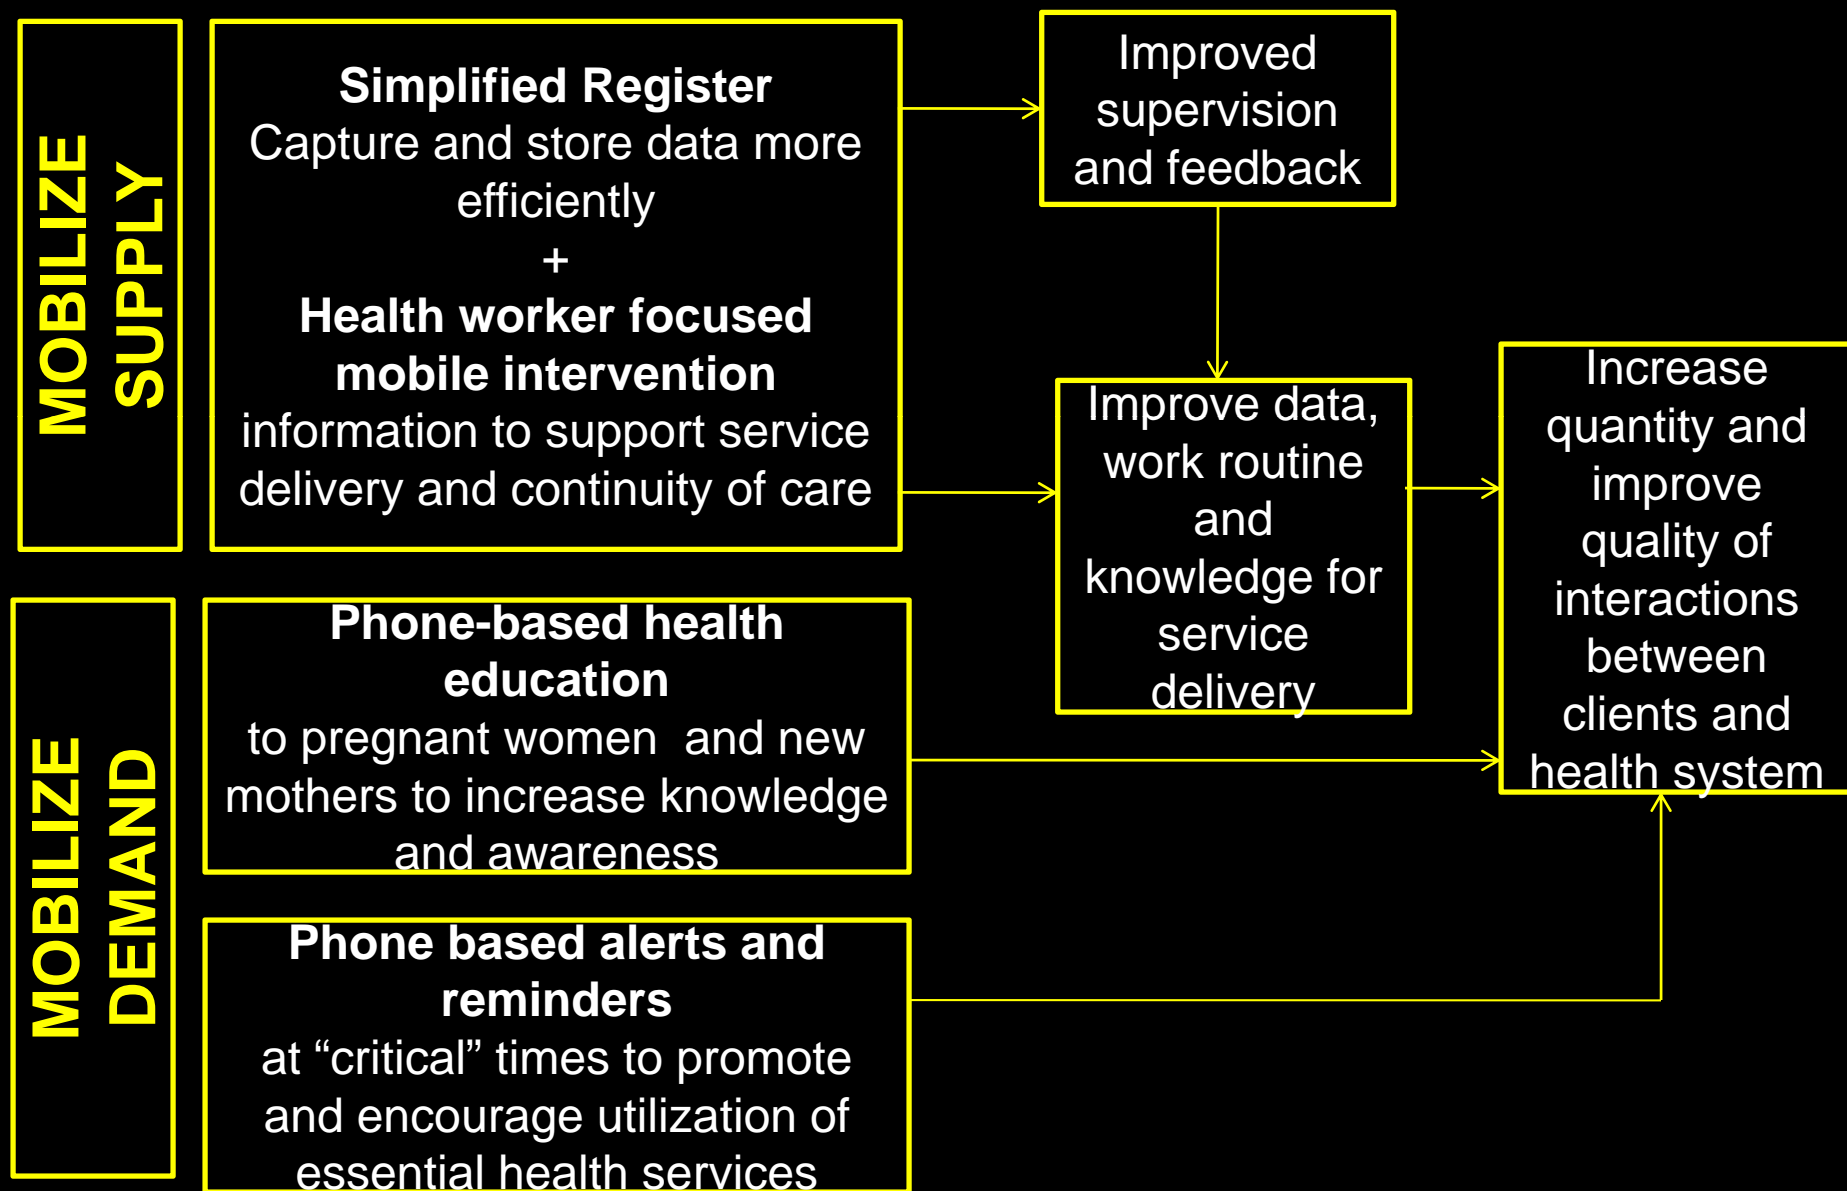 MOBILIZE
SUPPLY
Simplified Register
Capture and store data more
efficiently
+
Health worker focused
mobile intervention
information to support service
delivery and continuity of care
Improved
supervision
and feedback
Improve data,
work routine
and
knowledge for
service
delivery
Increase
quantity and
improve
quality of
interactions
between
clients and
health system
MOBILIZE
DEMAND
Phone-based health
education
to pregnant women and new
mothers to increase knowledge
and awareness
Phone based alerts and
reminders
at “critical” times to promote
and encourage utilization of
essential health services